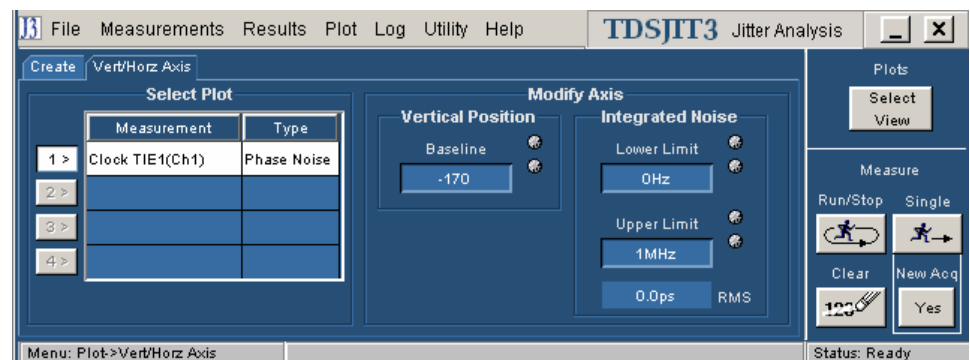 J3 File Measurements Results Plot Log Utility Help TDSJIT3 Jitter Analysis
Create Vert/Horz Axis
Select Plot
Measurement Type
1 > Clock TIE1(Ch1) Phase Noise
2 >
3 >
4 >
Modify Axis
Vertical Position
Baseline
-170
Integrated Noise
Lower Limit
0Hz
Upper Limit
1MHz
0.0ps RMS
Plots
Select
View
Measure
Run/Stop Single
Clear New Acq
123 Yes
Menu: Plot->Vert/Horz Axis Status: Ready